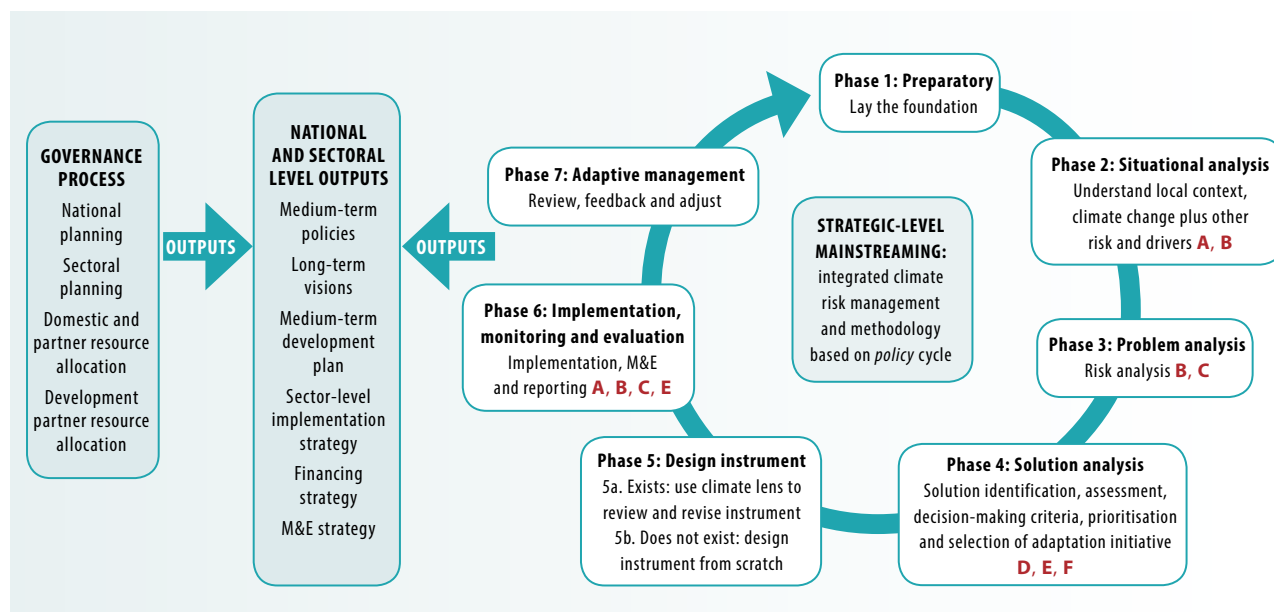 GOVERNANCE
PROCESS
National
planning
Sectoral
planning
Domestic and
partner resource
allocation
Development
partner resource
allocation
OUTPUTS
NATIONAL
AND SECTORAL
LEVEL OUTPUTS
Medium-term
policies
Long-term
visions
Medium-term
development
plan
Sector-level
implementation
strategy
Financing
strategy
M&E strategy
OUTPUTS
Phase 1: Preparatory
Lay the foundation
Phase 2: Situational analysis
Understand local context,
climate change plus other
risk and drivers A, B
Phase 3: Problem analysis
Risk analysis B, C
Phase 4: Solution analysis
Solution identification, assessment,
decision-making criteria, prioritisation
and selection of adaptation initiative
D, E, F
Phase 5: Design instrument
5a. Exists: use climate lens to
review and revise instrument
5b. Does not exist: design
instrument from scratch
Phase 6: Implementation,
monitoring and evaluation
Implementation, M&E
and reporting A, B, C, E
Phase 7: Adaptive management
Review, feedback and adjust
STRATEGIC-LEVEL
MAINSTREAMING:
integrated climate
risk management
and methodology
based on policy cycle